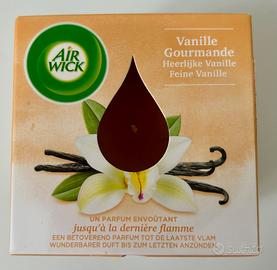 AIR
WICK
Vanille
Gourmande
Heerlijke Vanille
Feine Vanille
UN PARFUM ENVOÛTANT
jusqu'à la dernière flamme
EEN BETOVEREND PARFUM TOT DE LAATSTE VLAM
WUNDERBARER DUFT BIS ZUM LETZTEN ANZÜNDEN
subito